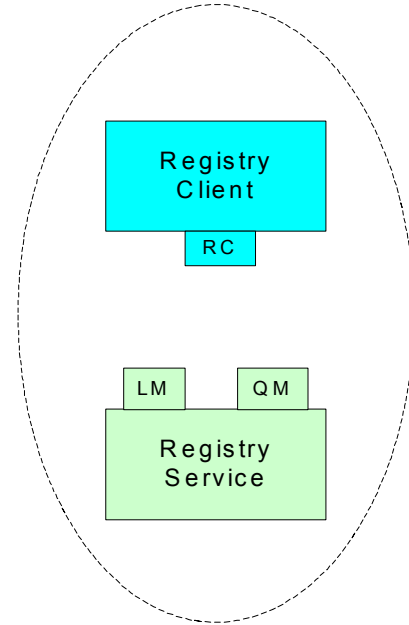 Registry
Client
RC
LM QM
Registry
Service